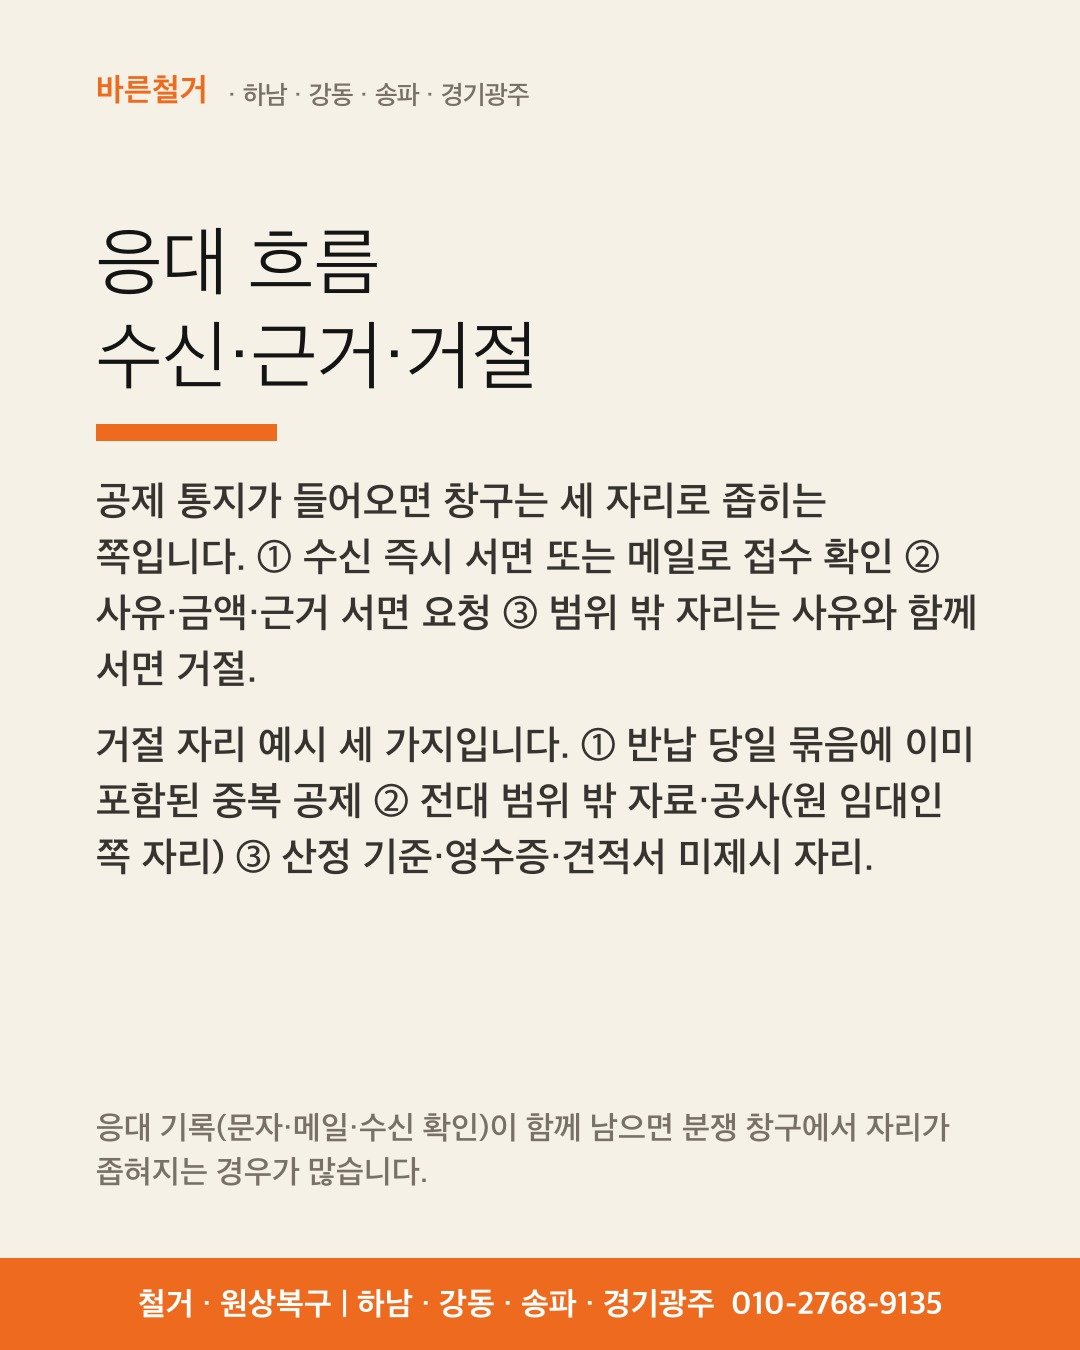 바른철거 · 하남 · 강동 · 송파 · 경기광주
응대 흐름
수신·근거·거절
공제 통지가 들어오면 창구는 세 자리로 좁히는
쪽입니다. ① 수신 즉시 서면 또는 메일로 접수 확인 ②
사유·금액·근거 서면 요청 ③ 범위 밖 자리는 사유와 함께
서면 거절.
거절 자리 예시 세 가지입니다. ① 반납 당일 묶음에 이미
포함된 중복 공제 ② 전대 범위 밖 자료·공사(원 임대인
쪽 자리) ③ 산정 기준·영수증·견적서 미제시 자리.
응대 기록(문자·메일·수신 확인)이 함께 남으면 분쟁 창구에서 자리가
좁혀지는 경우가 많습니다.
철거 · 원상복구 | 하남 · 강동 · 송파 · 경기광주 010-2768-9135